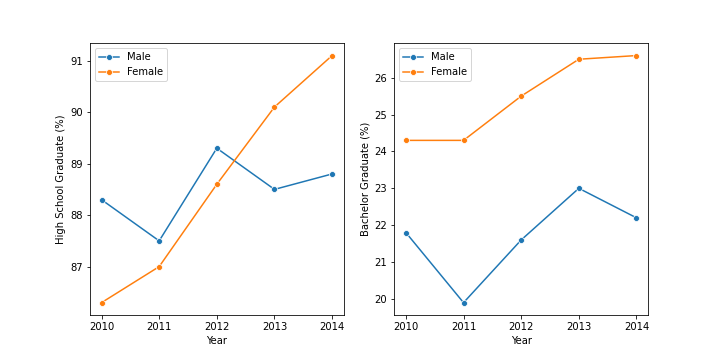 Male
Female
91
90
89
88
87
High School Graduate (%)
2010 2011 2012 2013 2014
Year
Male
Female
26
25
24
23
22
21
20
Bachelor Graduate (%)
2010 2011 2012 2013 2014
Year